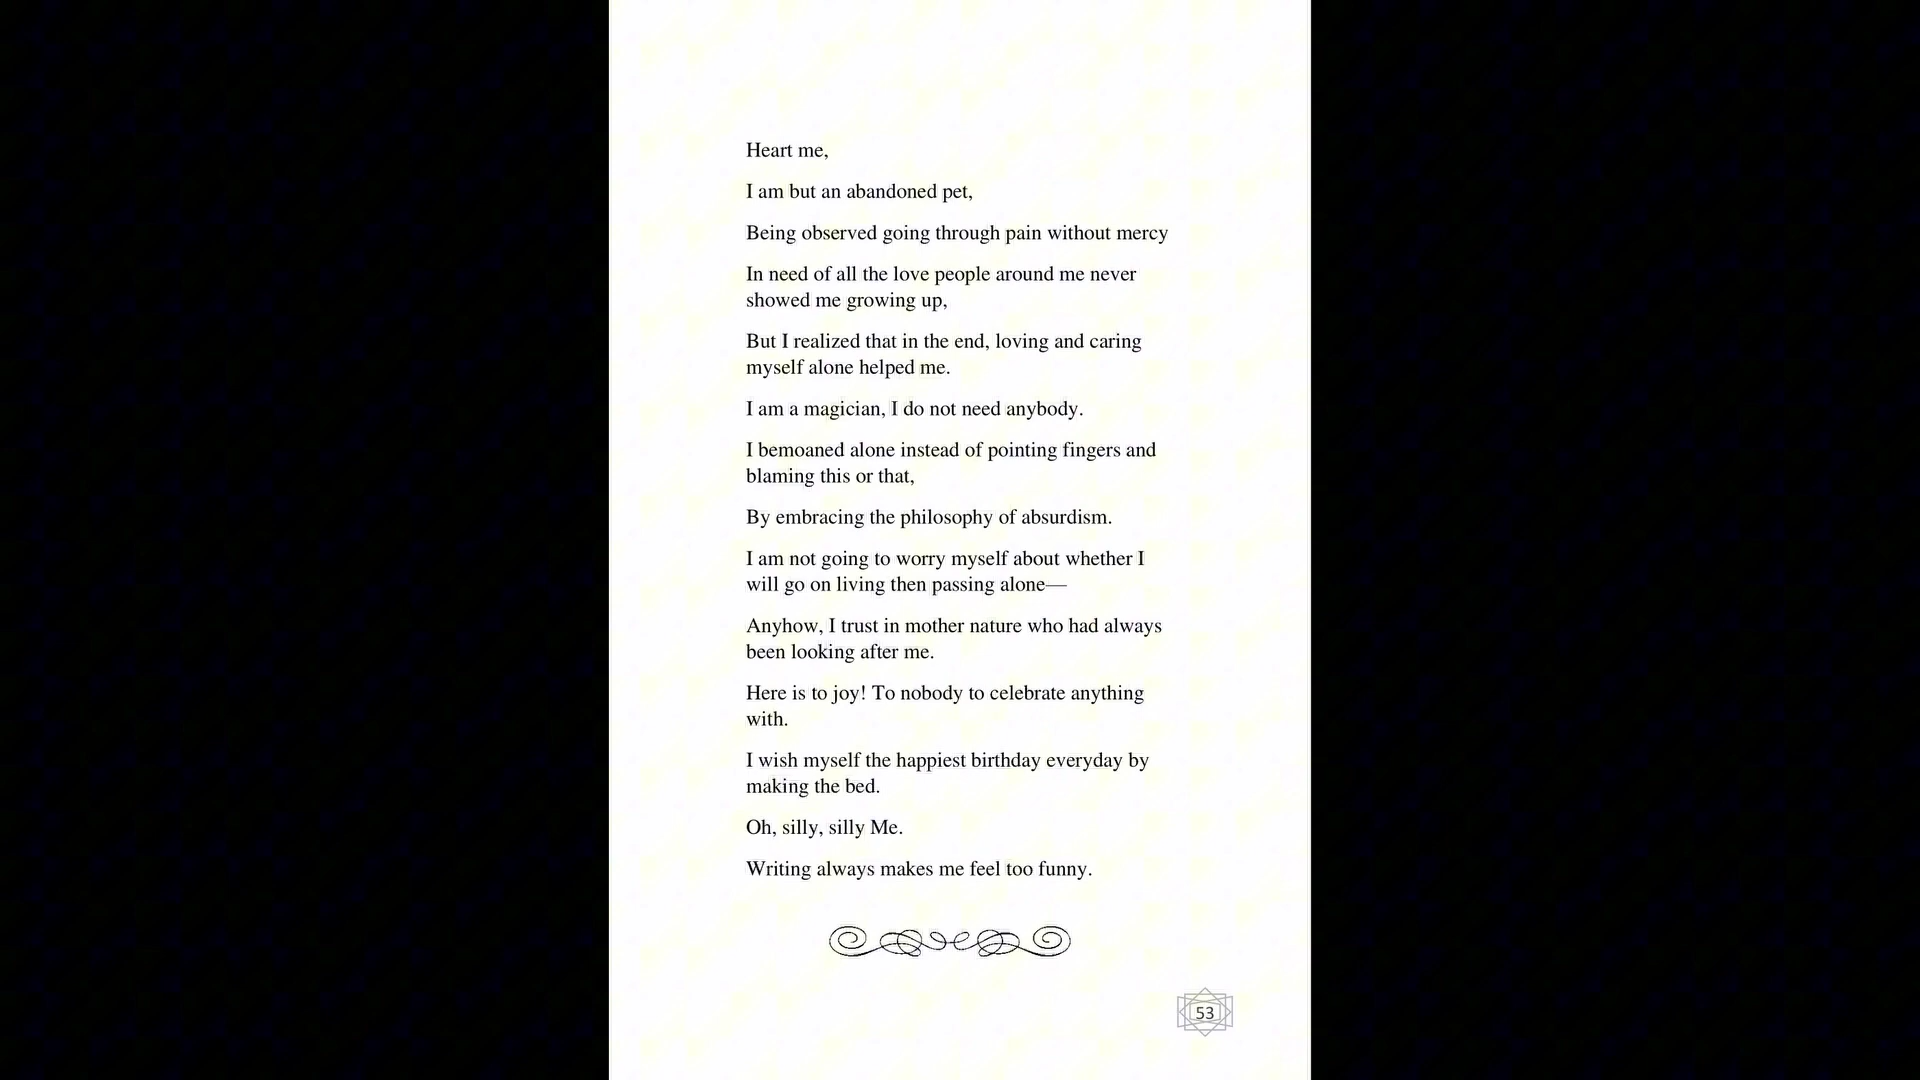 Heart me,
I am but an abandoned pet,
Being observed going through pain without mercy
In need of all the love people around me never
showed me growing up,
But I realized that in the end, loving and caring
myself alone helped me.
I am a magician, I do not need anybody.
I bemoaned alone instead of pointing fingers and
blaming this or that,
By embracing the philosophy of absurdism.
I am not going to worry myself about whether I
will go on living then passing alone—
Anyhow, I trust in mother nature who had always
been looking after me.
Here is to joy! To nobody to celebrate anything
with.
I wish myself the happiest birthday everyday by
making the bed.
Oh, silly, silly Me.
Writing always makes me feel too funny.
53